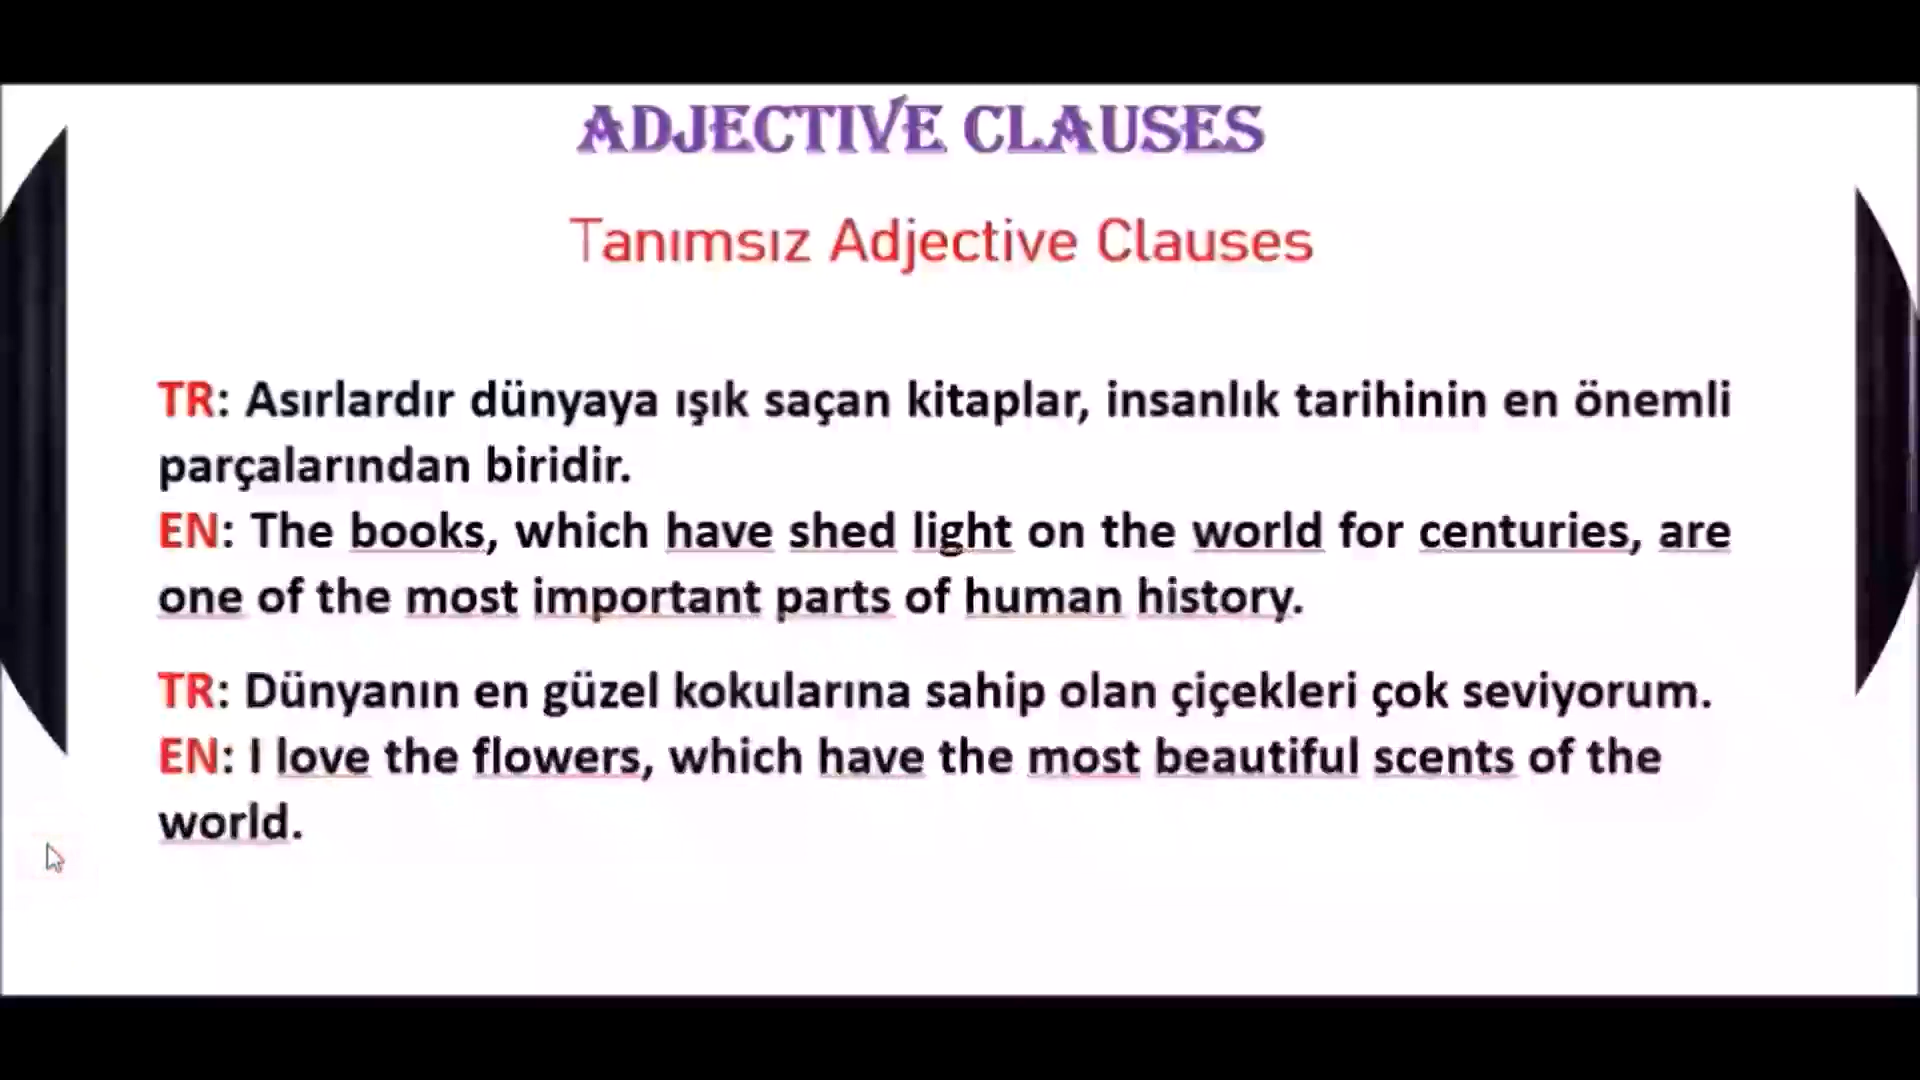 ADJECTIVE CLAUSES
Tanımsız Adjective Clauses
TR: Asırlardır dünyaya ışık saçan kitaplar, insanlık tarihinin en önemli
parçalarından biridir.
EN: The books, which have shed light on the world for centuries, are
one of the most important parts of human history.
TR: Dünyanın en güzel kokularına sahip olan çiçekleri çok seviyorum.
EN: I love the flowers, which have the most beautiful scents of the
world.